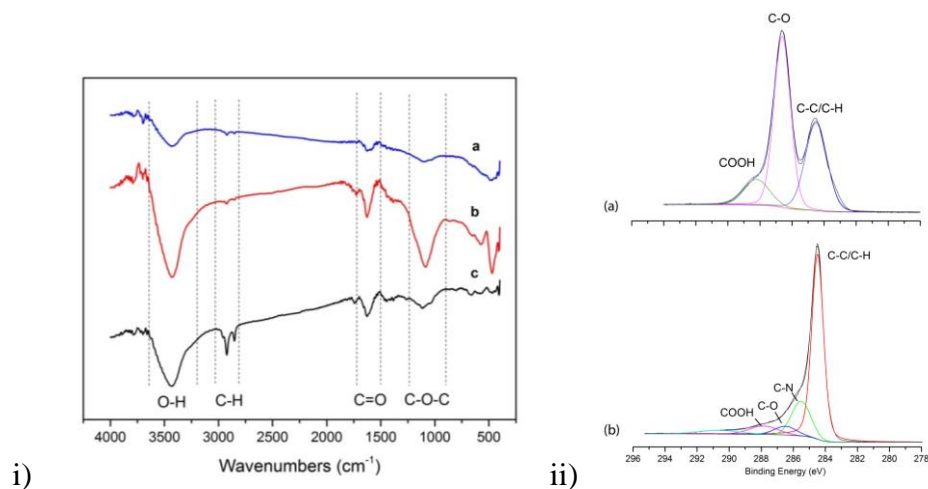 i)
a
b
c
O-H
C-H
C=O
C-O-C
4000 3500 3000 2500 2000 1500 1000 500
Wavenumbers (cm⁻¹)
ii)
C-O
C-C/C-H
COOH
(a)
C-C/C-H
C-N
C-O
COOH
(b)
296 294 292 290 288 286 284 282 280 278
Binding Energy (eV)